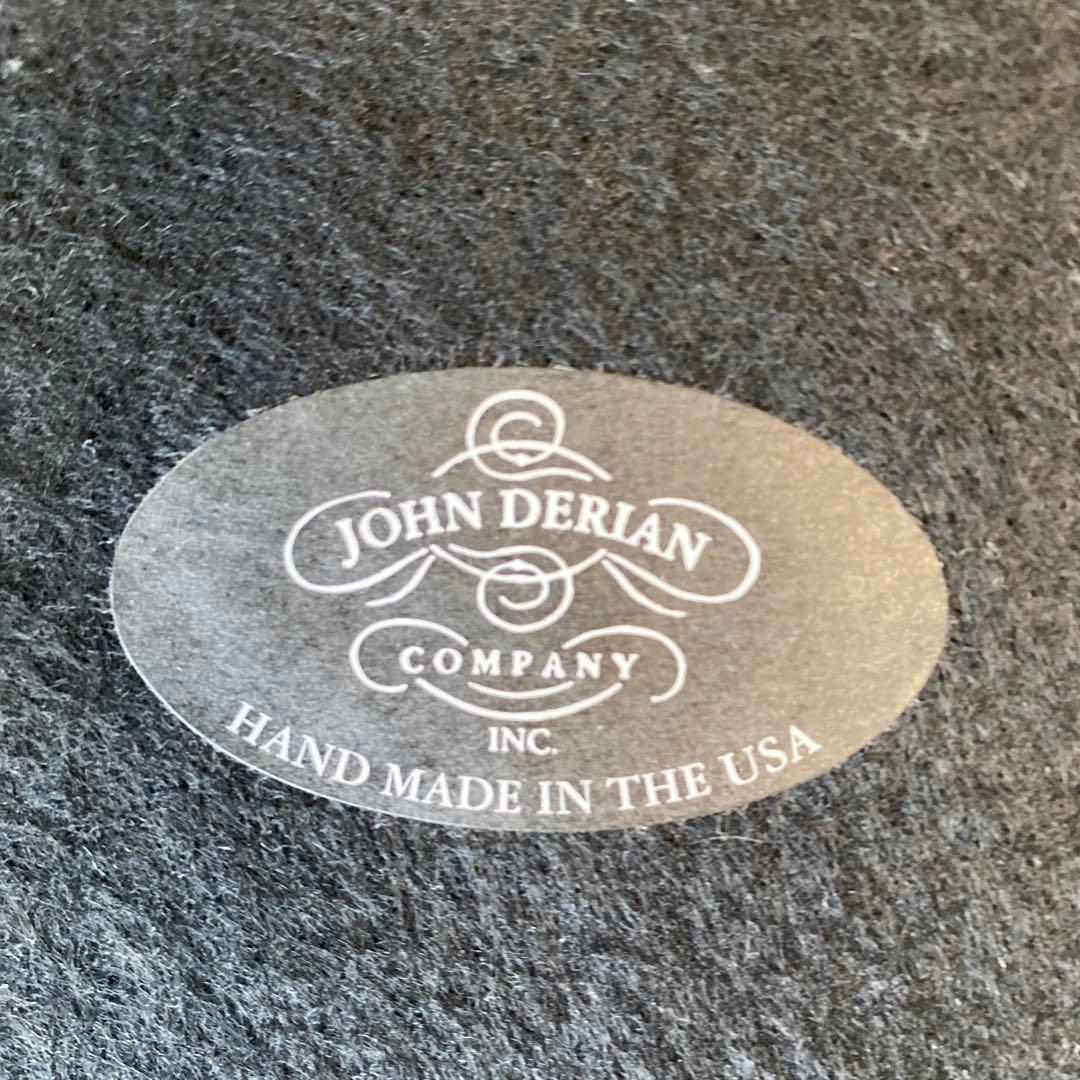 JOHN DERIAN
COMPANY
INC.
HAND MADE IN THE USA